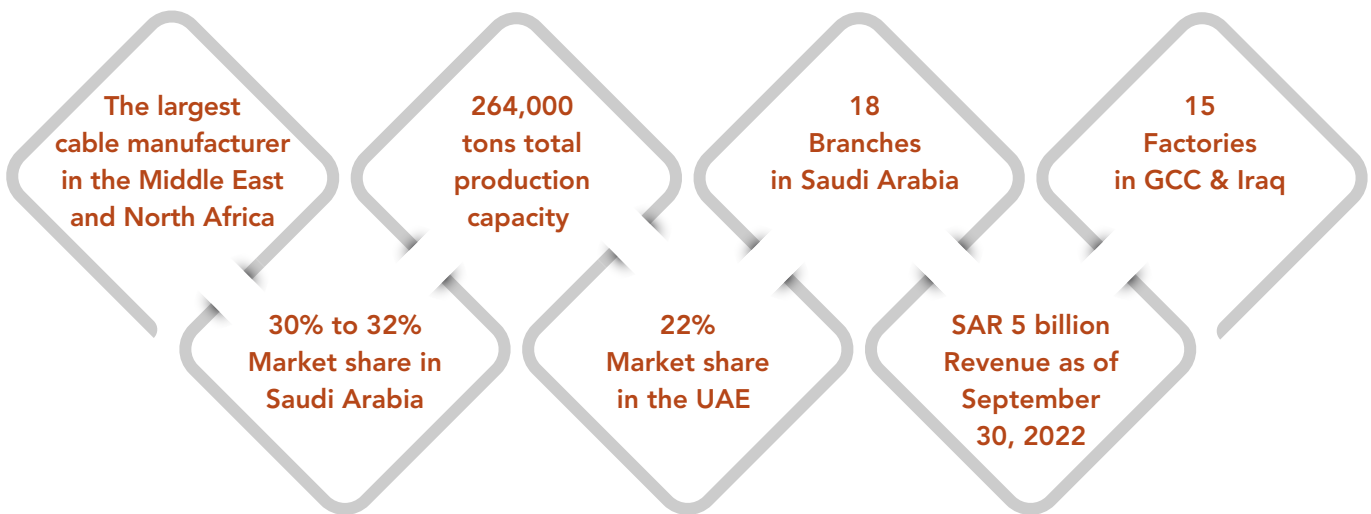 The largest
cable manufacturer
in the Middle East
and North Africa
264,000
tons total
production
capacity
18
Branches
in Saudi Arabia
15
Factories
in GCC & Iraq
30% to 32%
Market share in
Saudi Arabia
22%
Market share
in the UAE
SAR 5 billion
Revenue as of
September
30, 2022